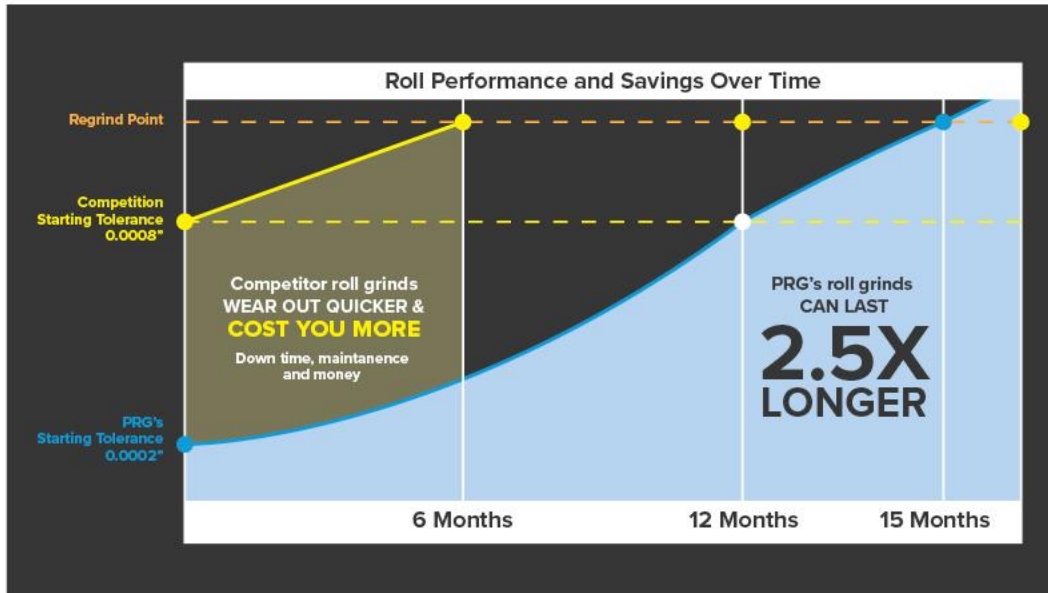 Roll Performance and Savings Over Time
Regrind Point
Competition
Starting Tolerance
0.0008"
Competitor roll grinds
WEAR OUT QUICKER &
COST YOU MORE
Down time, maintanence
and money
PRG's roll grinds
CAN LAST
2.5X
LONGER
PRG's
Starting Tolerance
0.0002"
6 Months
12 Months
15 Months